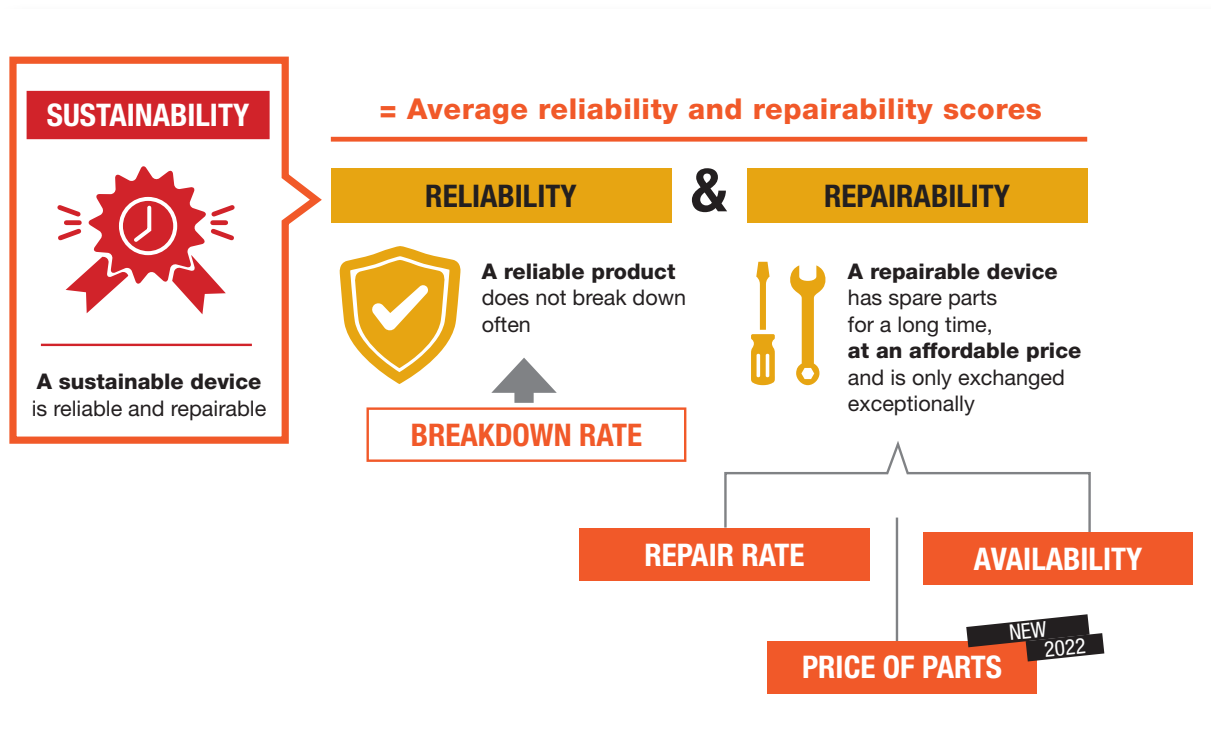 SUSTAINABILITY
A sustainable device
is reliable and repairable
= Average reliability and repairability scores
RELIABILITY
&
REPAIRABILITY
A reliable product
does not break down
often
BREAKDOWN RATE
A repairable device
has spare parts
for a long time,
at an affordable price
and is only exchanged
exceptionally
REPAIR RATE
AVAILABILITY
PRICE OF PARTS
NEW
2022